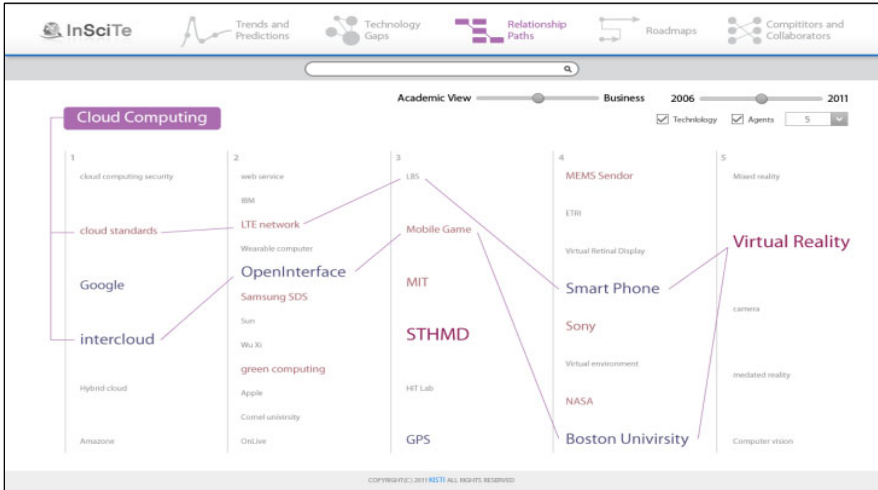 InSciTe
Trends and
Predictions
Technology
Gaps
Relationship
Paths
Roadmaps
Compititors and
Collaborators
Academic View
Business
2006
2011
Cloud Computing
Technlology
Agents
5
1
cloud computing security
cloud standards
Google
intercloud
Hybrid cloud
Amazone
2
web service
IBM
LTE network
Wearable computer
OpenInterface
Samsung SDS
Sun
Wu Xi
green computing
Apple
Cornel univirsity
OnLive
3
LBS
Mobile Game
MIT
STHMD
HIT Lab
GPS
4
MEMS Sendor
ETRI
Virtual Retinal Display
Smart Phone
Sony
Virtual environment
NASA
Boston Univirsity
5
Mixed reality
Virtual Reality
camera
medated reality
Computer vision
COPYRIGHT(C) 2011 KISTI ALL RIGHTS RESERVED